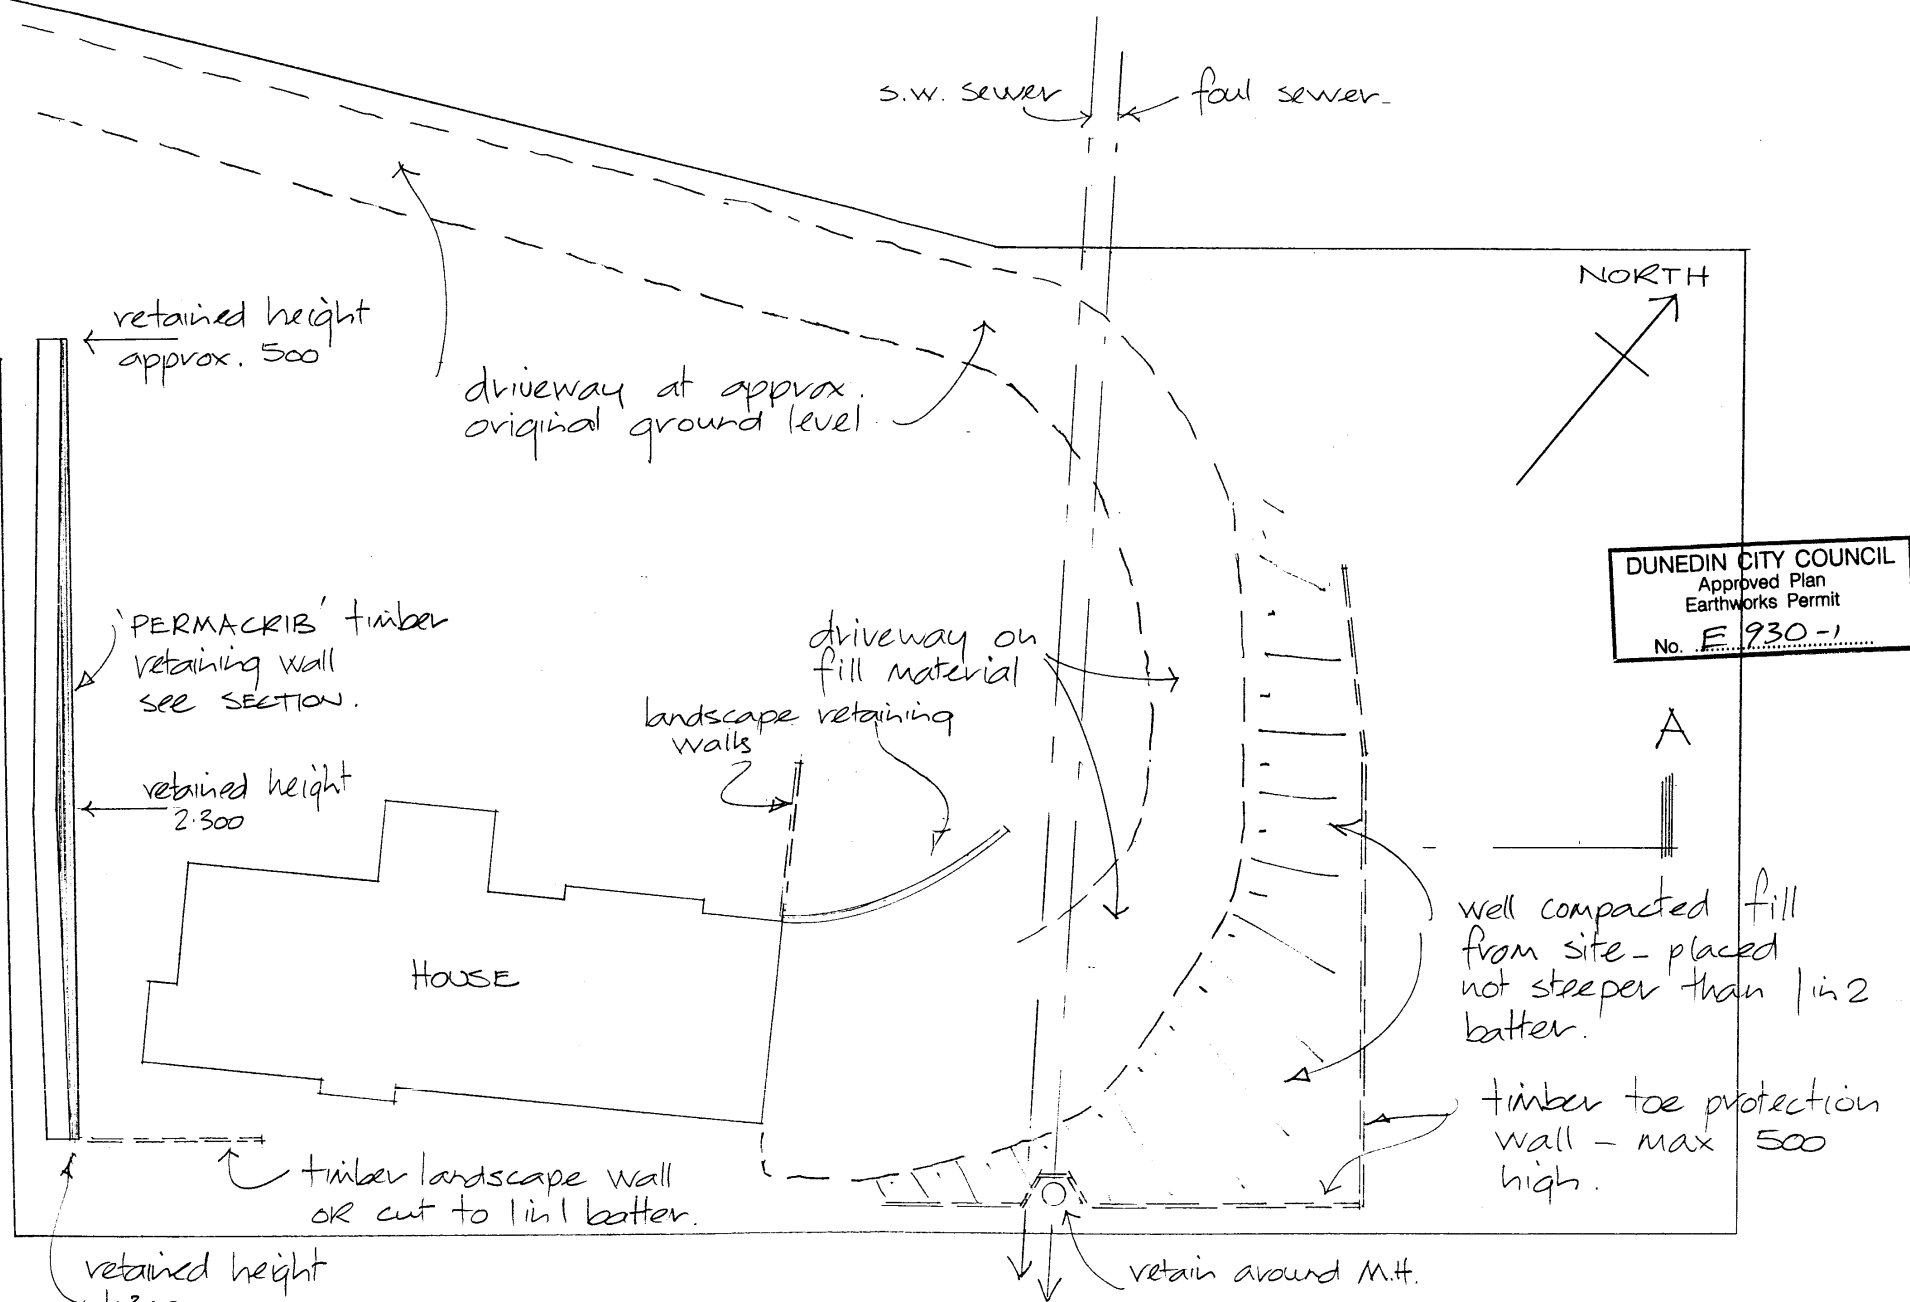 s.w. sewer
foul sewer
NORTH
retained height
approx. 500
driveway at approx.
original ground level
DUNEDIN CITY COUNCIL
Approved Plan
Earthworks Permit
No. E 930-1
'PERMACRIB' timber
retaining wall
see SECTION.
driveway on
fill material
landscape retaining
walls
A
retained height
2.300
well compacted fill
from site - placed
not steeper than 1 in 2
batter.
HOUSE
timber toe protection
wall - max 500
high.
timber landscape wall
OR cut to 1 in 1 batter.
retained height
retain around M.H.